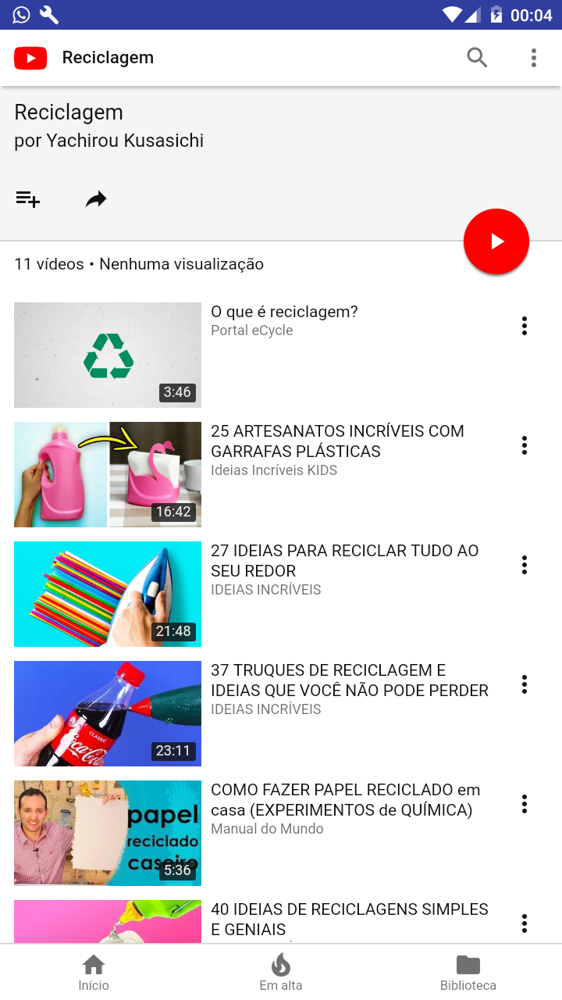 00:04
Reciclagem
Reciclagem
por Yachirou Kusasichi
11 vídeos • Nenhuma visualização
O que é reciclagem?
Portal eCycle
3:46
25 ARTESANATOS INCRÍVEIS COM
GARRAFAS PLÁSTICAS
Ideias Incríveis KIDS
16:42
27 IDEIAS PARA RECICLAR TUDO AO
SEU REDOR
IDEIAS INCRÍVEIS
21:48
37 TRUQUES DE RECICLAGEM E
IDEIAS QUE VOCÊ NÃO PODE PERDER
IDEIAS INCRÍVEIS
CLASSIC
Coca-Cola
23:11
COMO FAZER PAPEL RECICLADO em
casa (EXPERIMENTOS de QUÍMICA)
Manual do Mundo
papel
reciclado
caseiro
5:36
40 IDEIAS DE RECICLAGENS SIMPLES
E GENIAIS
Início
Em alta
Biblioteca